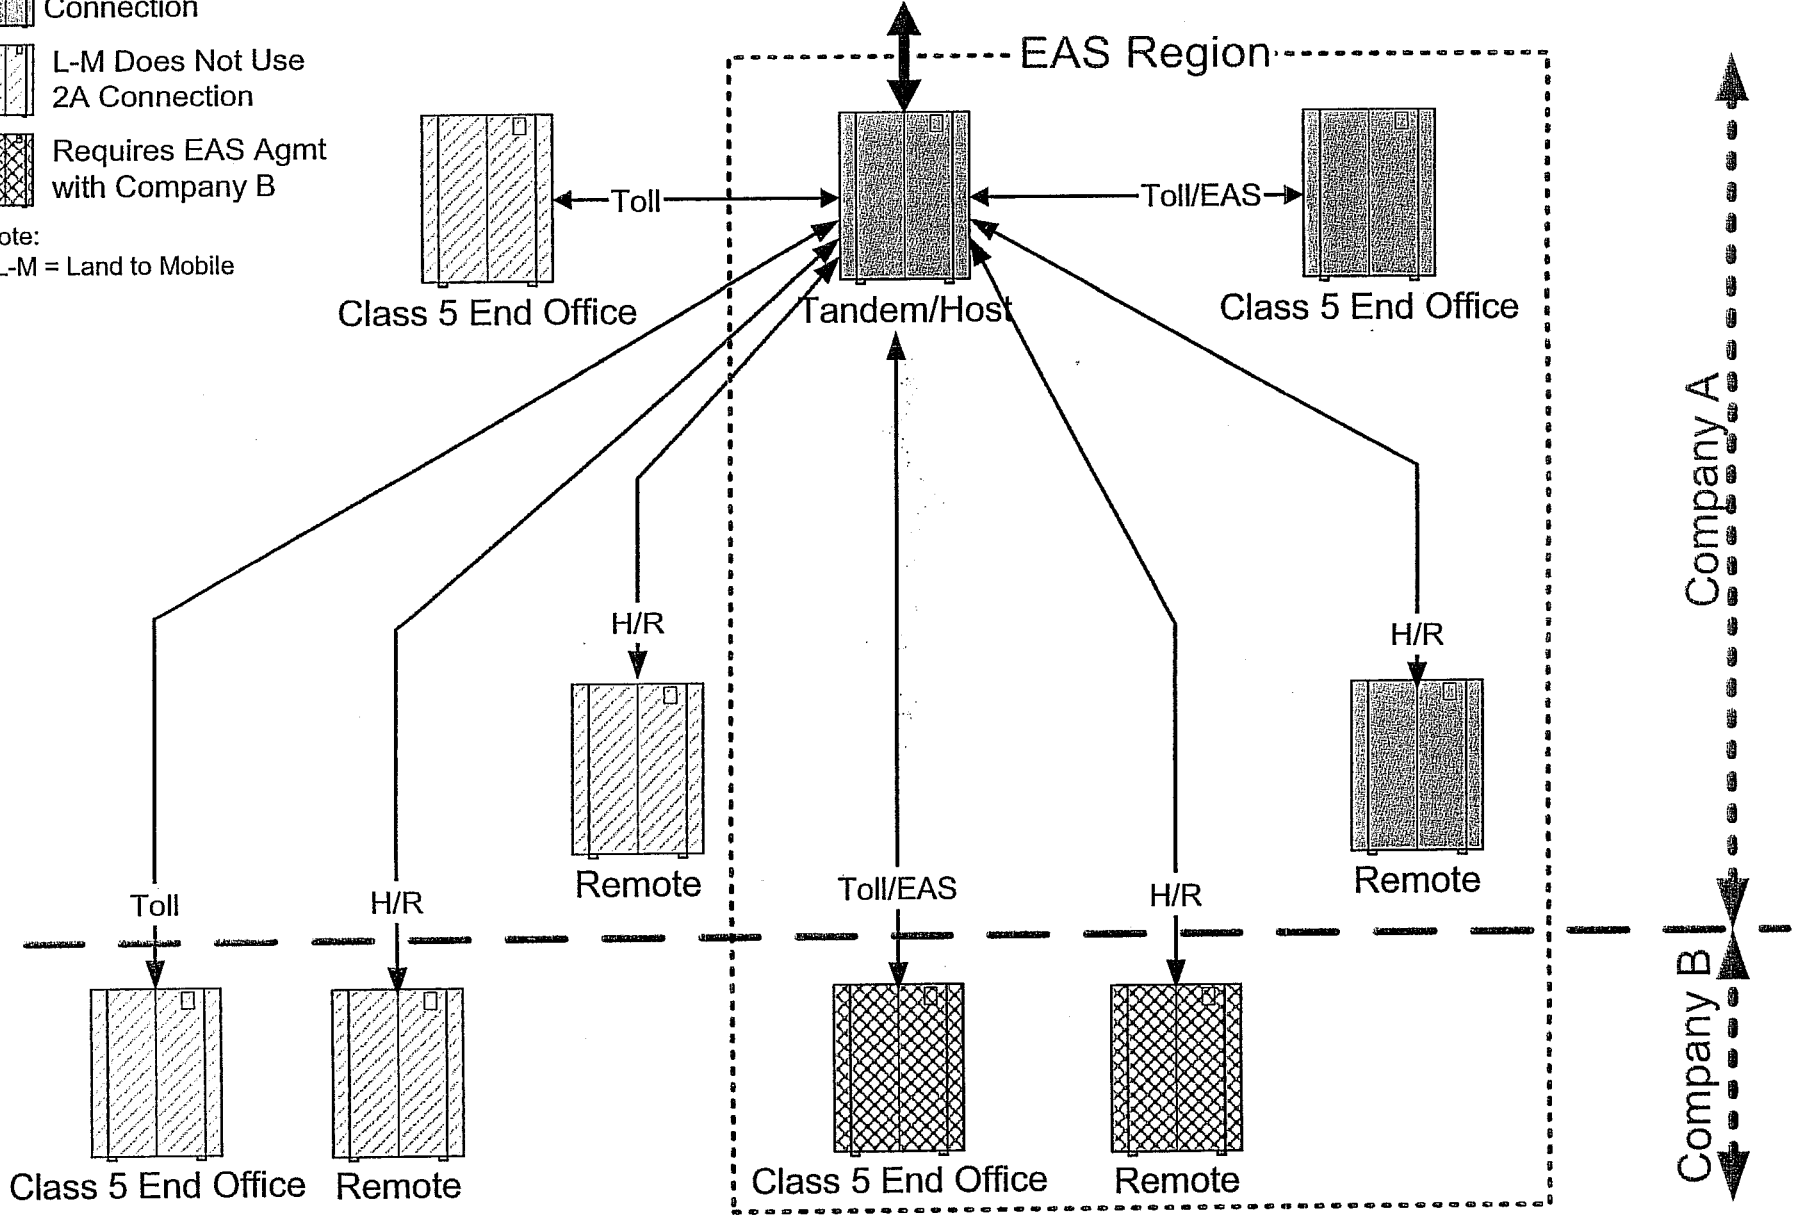 Connection
L-M Does Not Use
2A Connection
Requires EAS Agmt
with Company B
ote:
L-M = Land to Mobile
EAS Region
Toll
Toll/EAS
Class 5 End Office
Tandem/Host
Class 5 End Office
Company A
H/R
H/R
Remote
Remote
Toll
H/R
Toll/EAS
H/R
Company B
Class 5 End Office
Remote
Class 5 End Office
Remote